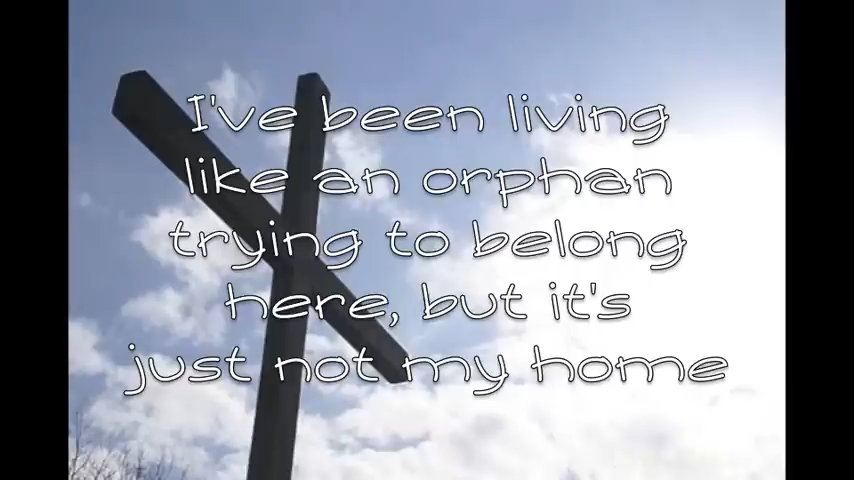 I've been living
like an orphan
trying to belong
here, but it's
just not my home